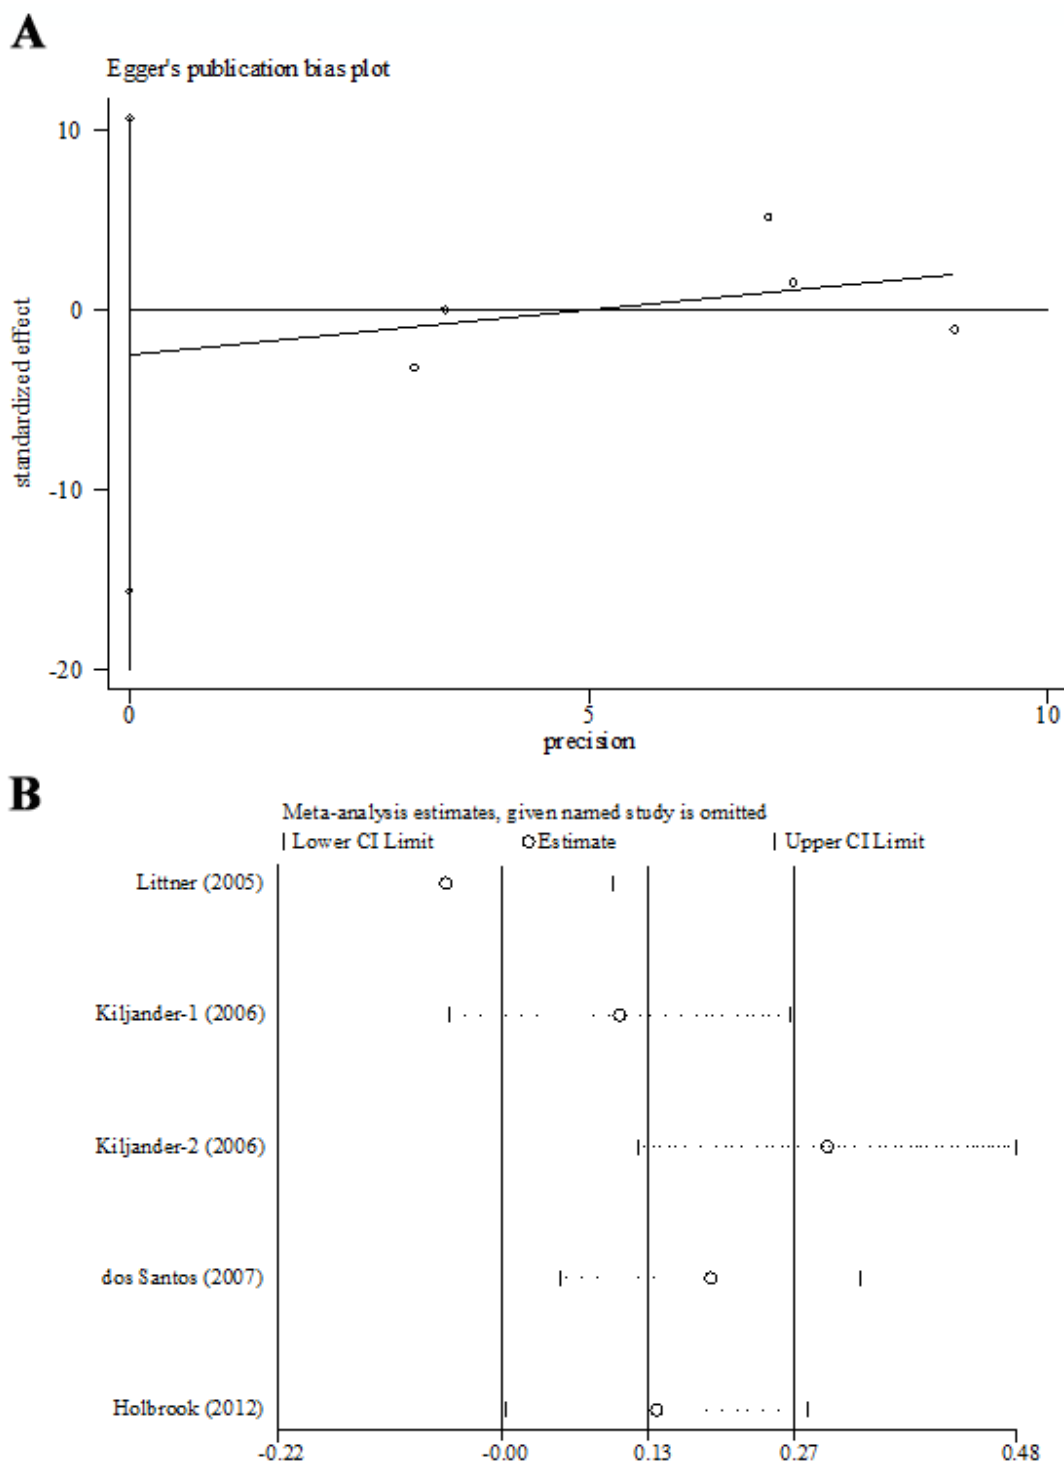 A
Egger's publication bias plot
10
0
-10
-20
standardized effect
0
5
10
precision
B
Meta-analysis estimates, given named study is omitted
| Lower CI Limit
Estimate
| Upper CI Limit
Littner (2005)
Kiljander-1 (2006)
Kiljander-2 (2006)
dos Santos (2007)
Holbrook (2012)
-0.22
-0.00
0.13
0.27
0.48